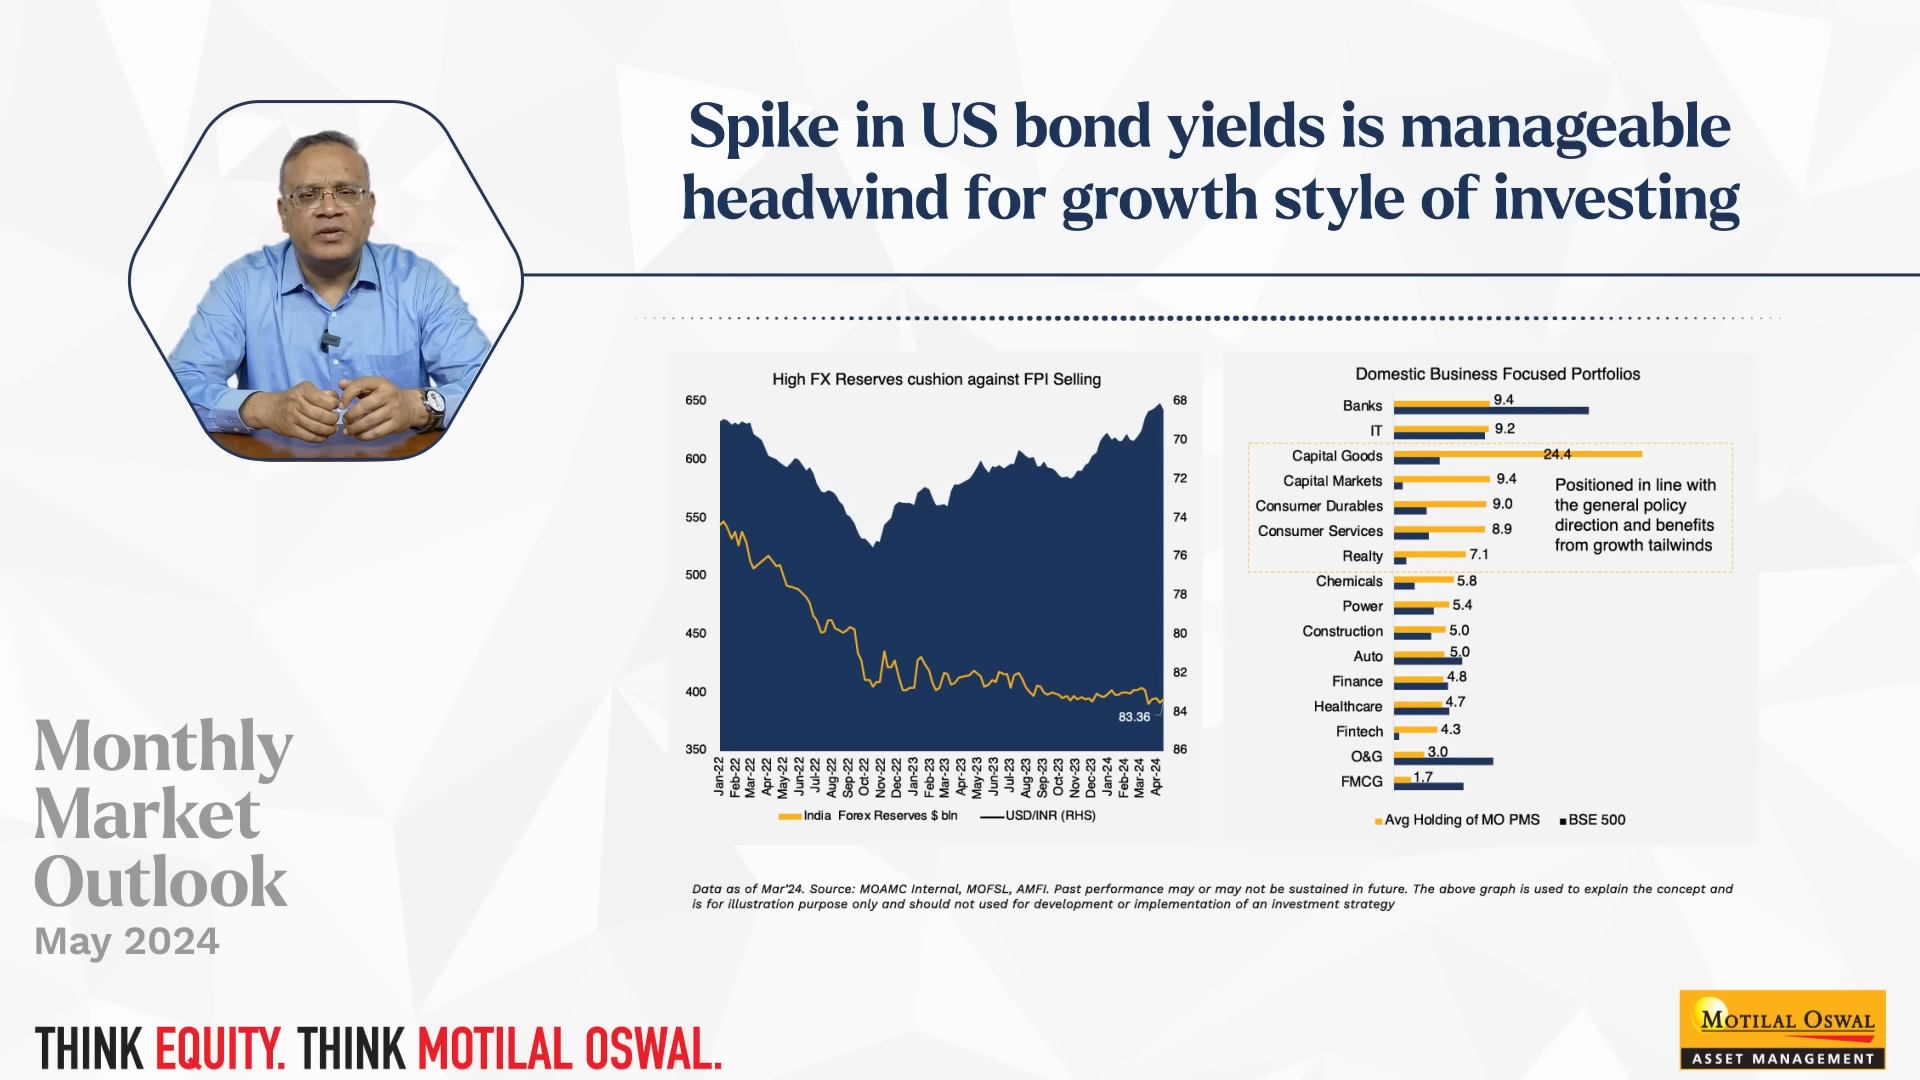 Spike in US bond yields is manageable
headwind for growth style of investing
High FX Reserves cushion against FPI Selling
650
600
550
500
450
400
350
68
70
72
74
76
78
80
82
84
86
83.36
Jan-22
Feb-22
Mar-22
Apr-22
May-22
Jun-22
Jul-22
Aug-22
Sep-22
Oct-22
Nov-22
Dec-22
Jan-23
Feb-23
Mar-23
Apr-23
May-23
Jun-23
Jul-23
Aug-23
Sep-23
Oct-23
Nov-23
Dec-23
Jan-24
Feb-24
Mar-24
Apr-24
India Forex Reserves $ bln
USD/INR (RHS)
Domestic Business Focused Portfolios
Banks 9.4
IT 9.2
Capital Goods 24.4
Capital Markets 9.4
Consumer Durables 9.0
Consumer Services 8.9
Realty 7.1
Positioned in line with
the general policy
direction and benefits
from growth tailwinds
Chemicals 5.8
Power 5.4
Construction 5.0
Auto 5.0
Finance 4.8
Healthcare 4.7
Fintech 4.3
O&G 3.0
FMCG 1.7
Avg Holding of MO PMS
BSE 500
Data as of Mar'24. Source: MOAMC Internal, MOFSL, AMFI. Past performance may or may not be sustained in future. The above graph is used to explain the concept and
is for illustration purpose only and should not used for development or implementation of an investment strategy
Monthly
Market
Outlook
May 2024
THINK EQUITY. THINK MOTILAL OSWAL.
MOTILAL OSWAL
ASSET MANAGEMENT